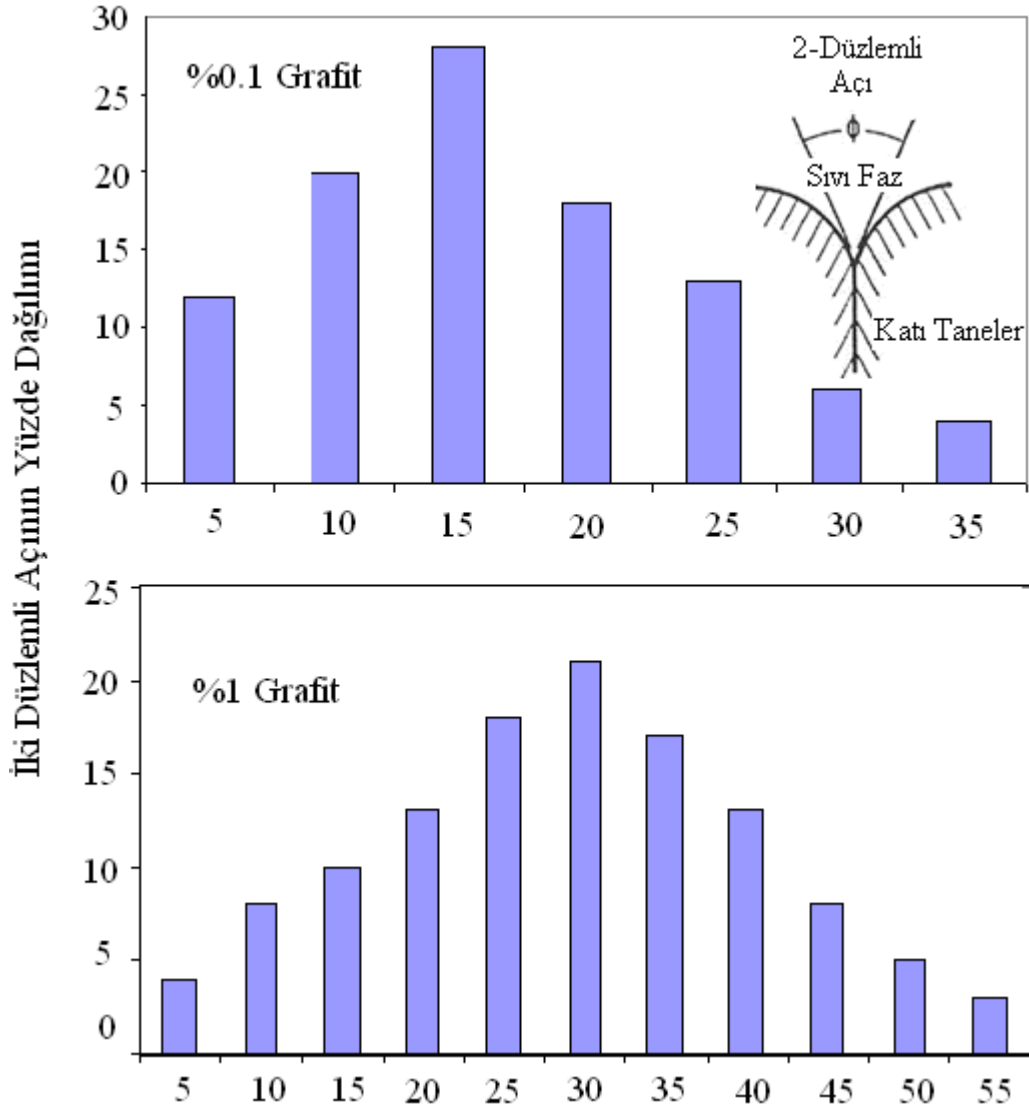 İki Düzlemli Açının Yüzde Dağılımı
30
25
20
15
10
5
0
%0.1 Grafit
2-Düzlemli
Açı
Φ
Sıvı Faz
Katı Taneler
5 10 15 20 25 30 35
25
20
15
10
5
0
%1 Grafit
5 10 15 20 25 30 35 40 45 50 55